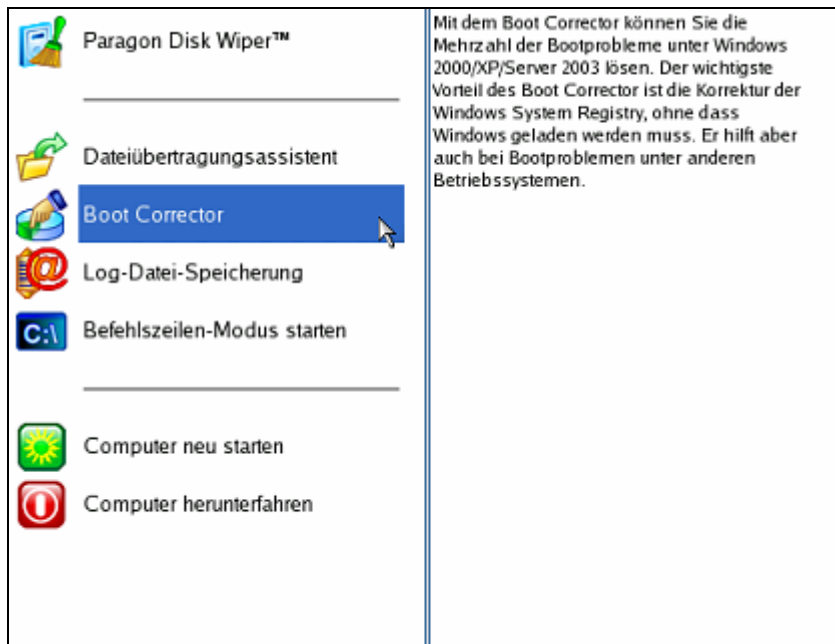 Paragon Disk Wiper™
Dateiübertragungsassistent
Boot Corrector
Log-Datei-Speicherung
C:\
Befehlszeilen-Modus starten
Computer neu starten
Computer herunterfahren
Mit dem Boot Corrector können Sie die
Mehrzahl der Bootprobleme unter Windows
2000/XP/Server 2003 lösen. Der wichtigste
Vorteil des Boot Corrector ist die Korrektur der
Windows System Registry, ohne dass
Windows geladen werden muss. Er hilft aber
auch bei Bootproblemen unter anderen
Betriebssystemen.